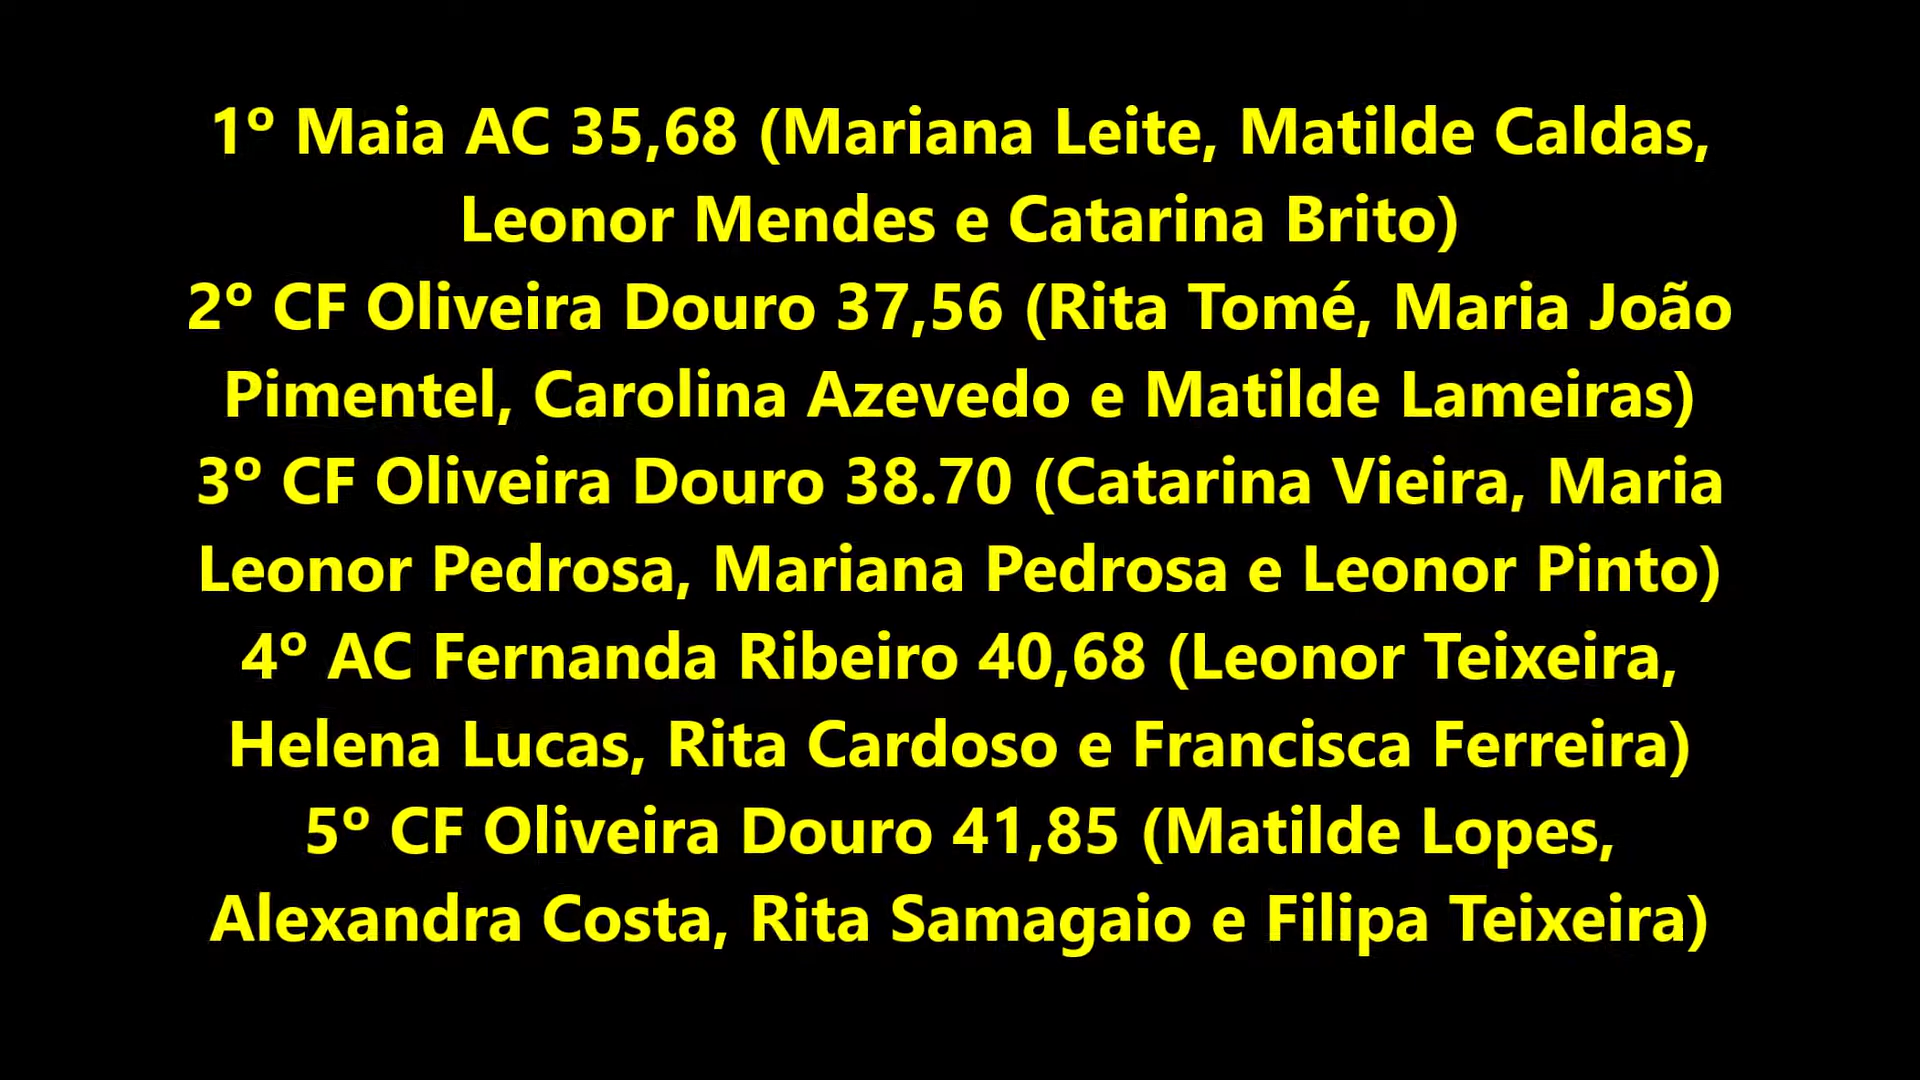 1º Maia AC 35,68 (Mariana Leite, Matilde Caldas,
Leonor Mendes e Catarina Brito)
2º CF Oliveira Douro 37,56 (Rita Tomé, Maria João
Pimentel, Carolina Azevedo e Matilde Lameiras)
3º CF Oliveira Douro 38.70 (Catarina Vieira, Maria
Leonor Pedrosa, Mariana Pedrosa e Leonor Pinto)
4º AC Fernanda Ribeiro 40,68 (Leonor Teixeira,
Helena Lucas, Rita Cardoso e Francisca Ferreira)
5º CF Oliveira Douro 41,85 (Matilde Lopes,
Alexandra Costa, Rita Samagaio e Filipa Teixeira)